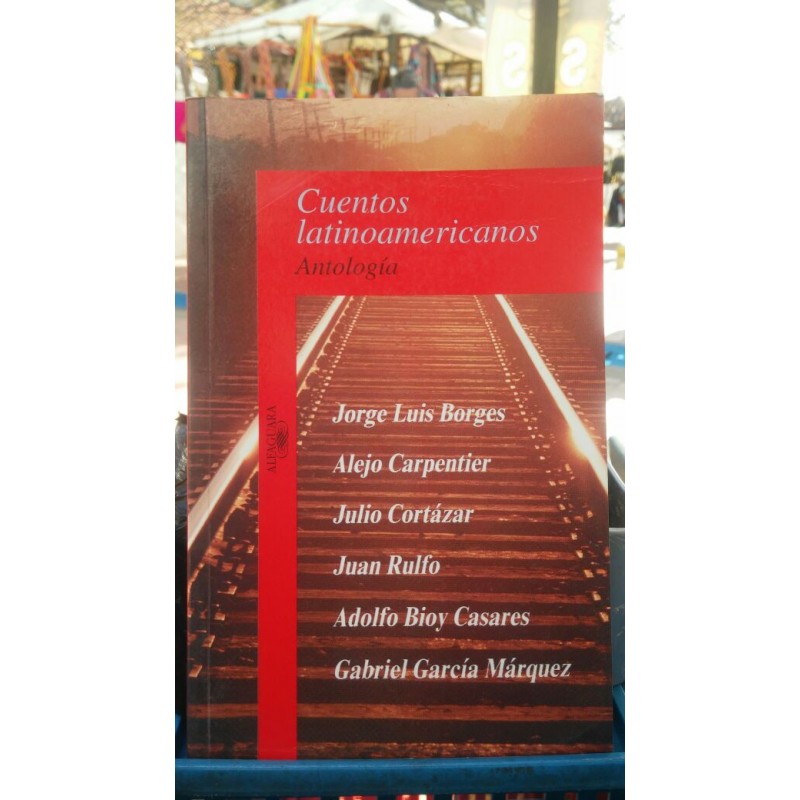 S
S
Cuentos
latinoamericanos
Antología
ALFAGUARA
Jorge Luis Borges
Alejo Carpentier
Julio Cortázar
Juan Rulfo
Adolfo Bioy Casares
Gabriel García Márquez